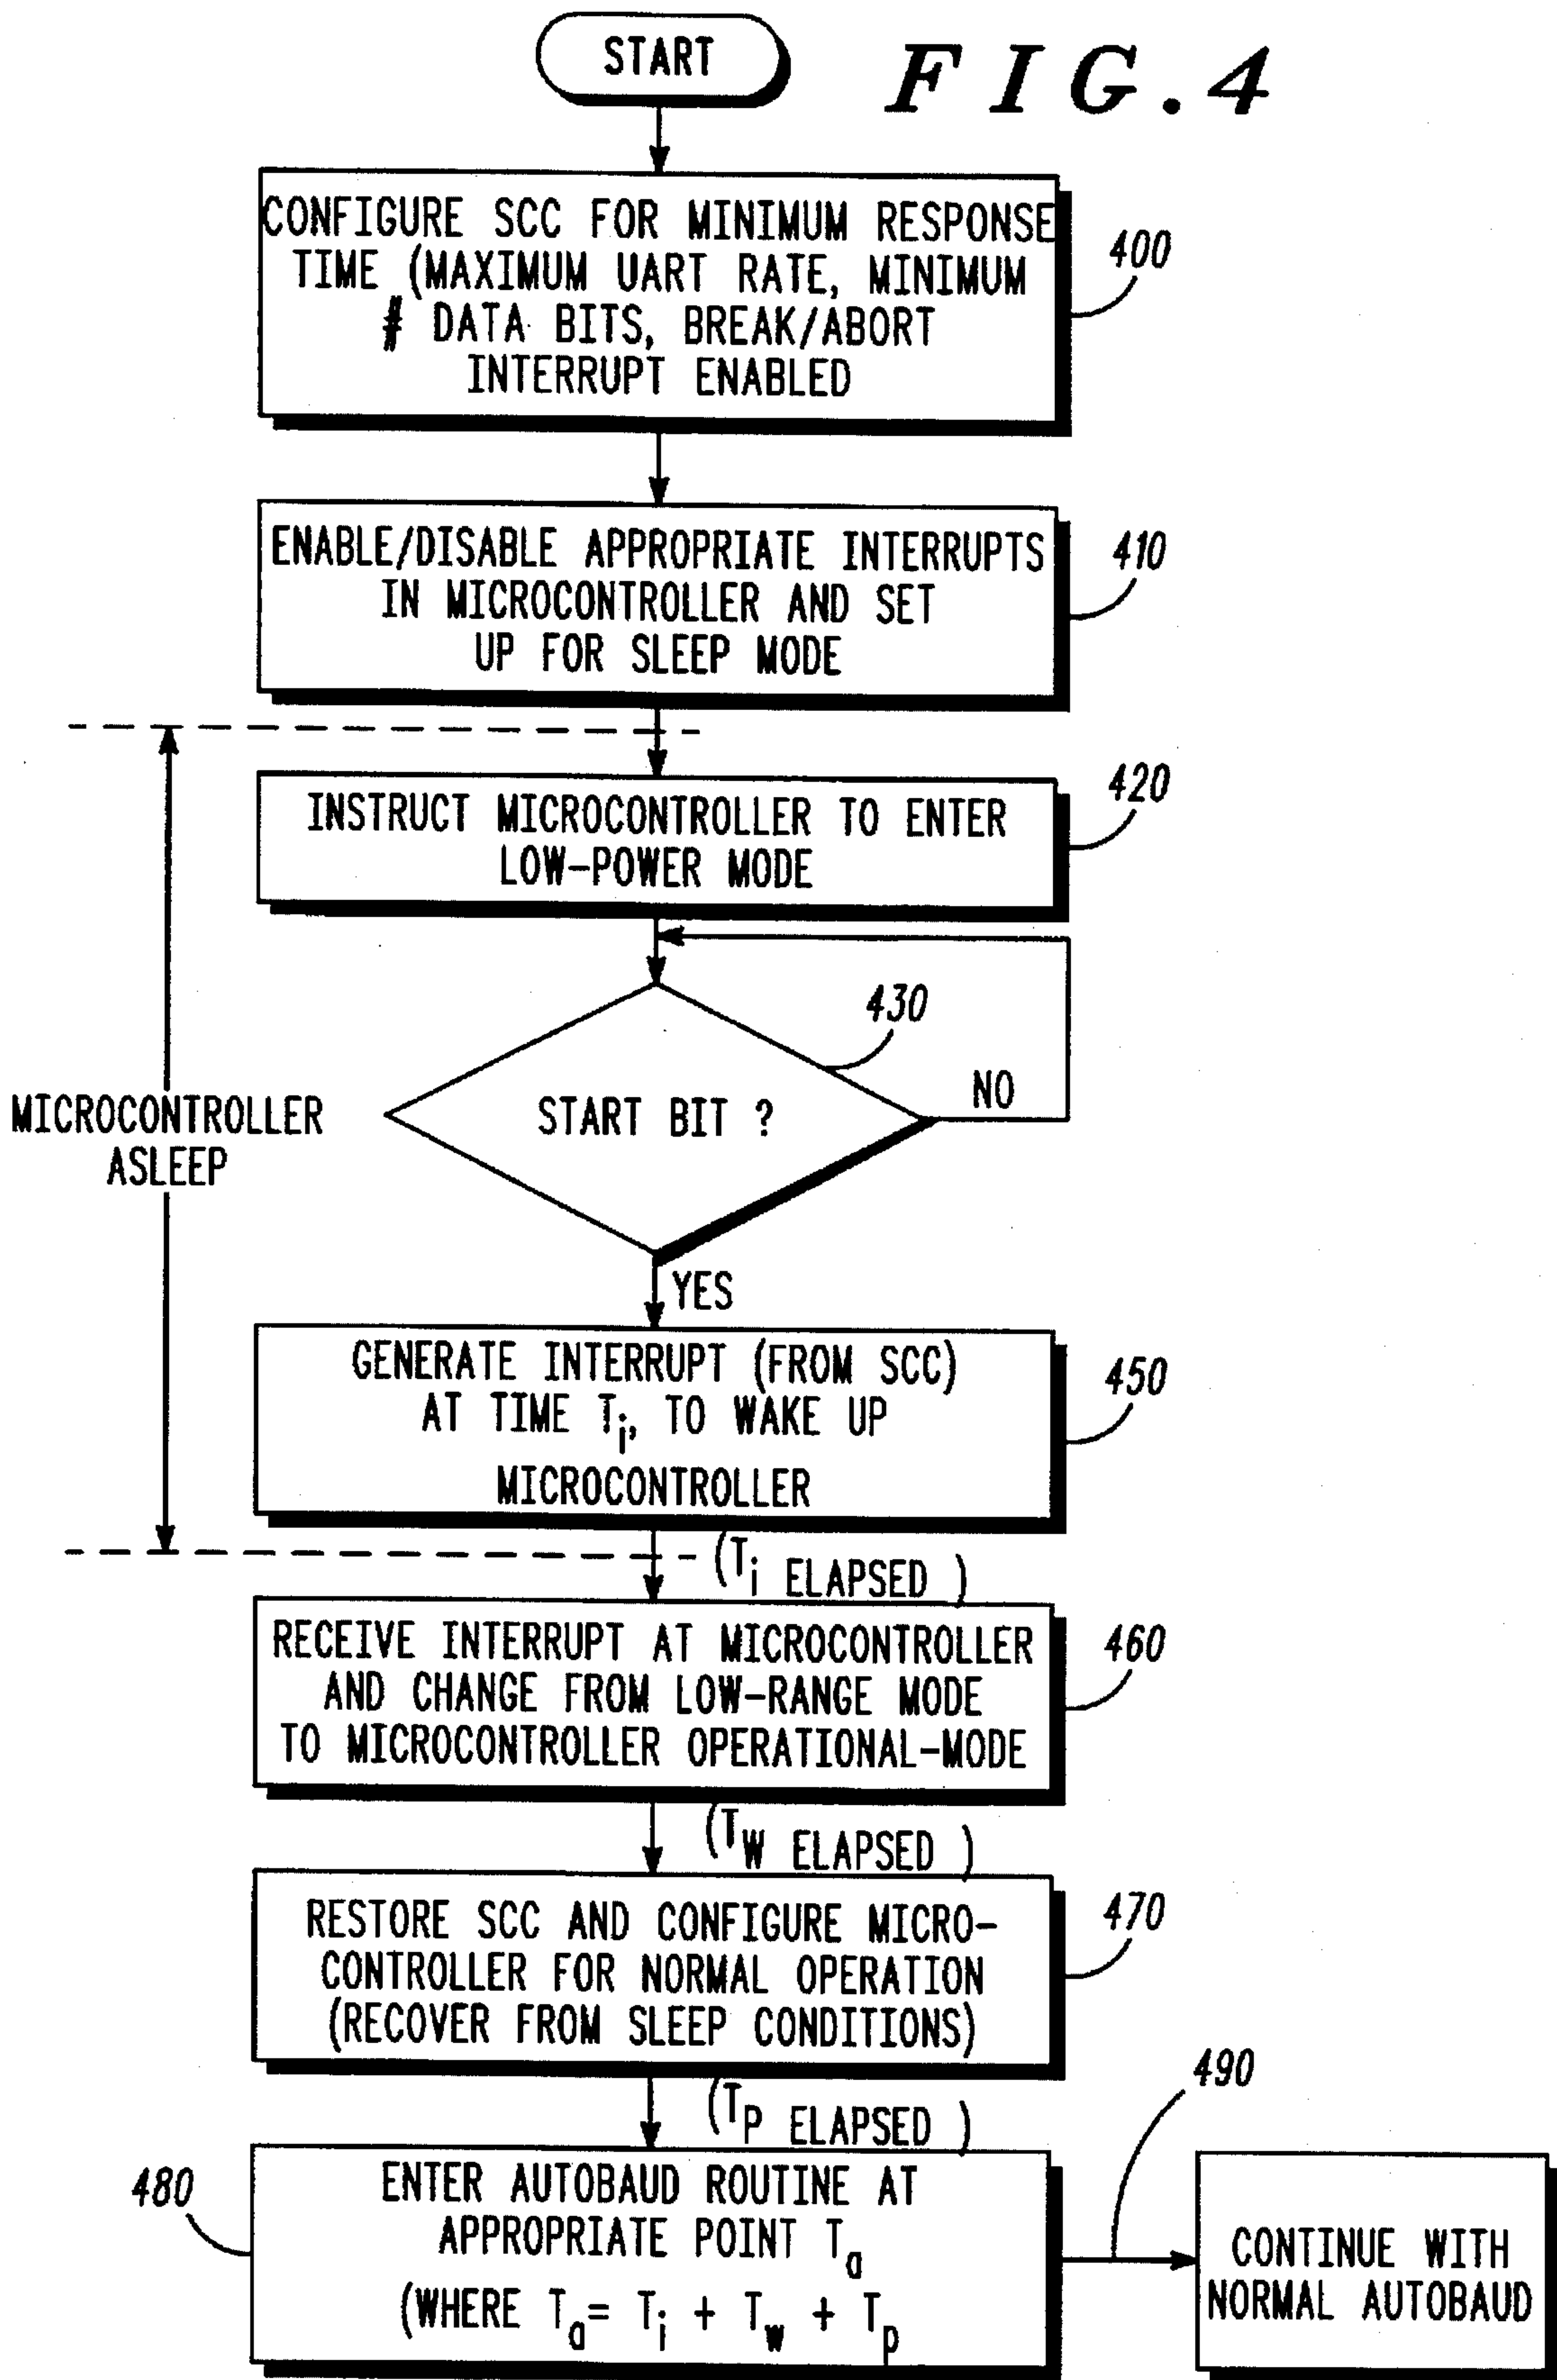 START
FIG.4
CONFIGURE SCC FOR MINIMUM RESPONSE
TIME (MAXIMUM UART RATE, MINIMUM
# DATA BITS, BREAK/ABORT
INTERRUPT ENABLED
400
ENABLE/DISABLE APPROPRIATE INTERRUPTS
IN MICROCONTROLLER AND SET
UP FOR SLEEP MODE
410
INSTRUCT MICROCONTROLLER TO ENTER
LOW-POWER MODE
420
430
START BIT ?
NO
MICROCONTROLLER
ASLEEP
YES
GENERATE INTERRUPT (FROM SCC)
AT TIME Ti, TO WAKE UP
MICROCONTROLLER
450
(Ti ELAPSED )
RECEIVE INTERRUPT AT MICROCONTROLLER
AND CHANGE FROM LOW-RANGE MODE
TO MICROCONTROLLER OPERATIONAL-MODE
460
(TW ELAPSED )
RESTORE SCC AND CONFIGURE MICRO-
CONTROLLER FOR NORMAL OPERATION
(RECOVER FROM SLEEP CONDITIONS)
470
(Tp ELAPSED )
490
480
ENTER AUTOBAUD ROUTINE AT
APPROPRIATE POINT Ta
(WHERE Ta= Ti + Tw + Tp
CONTINUE WITH
NORMAL AUTOBAUD